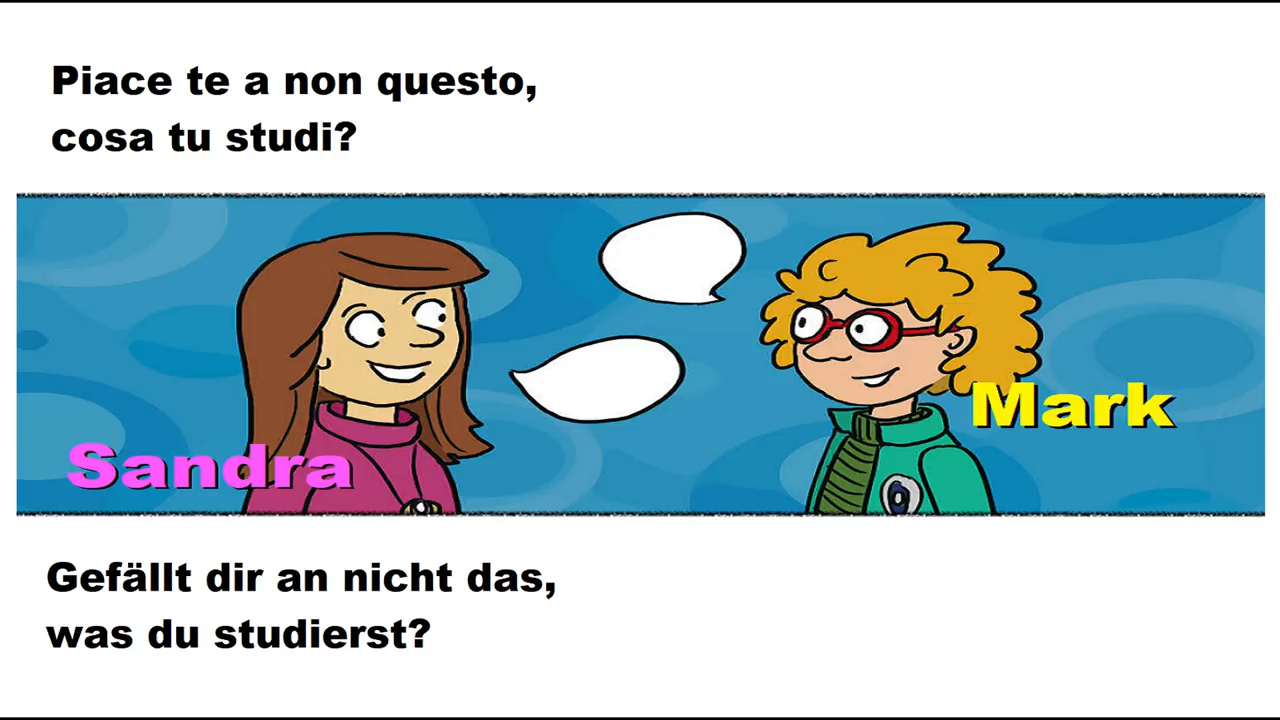 Piace te a non questo,
cosa tu studi?
Sandra
Mark
Gefällt dir an nicht das,
was du studierst?